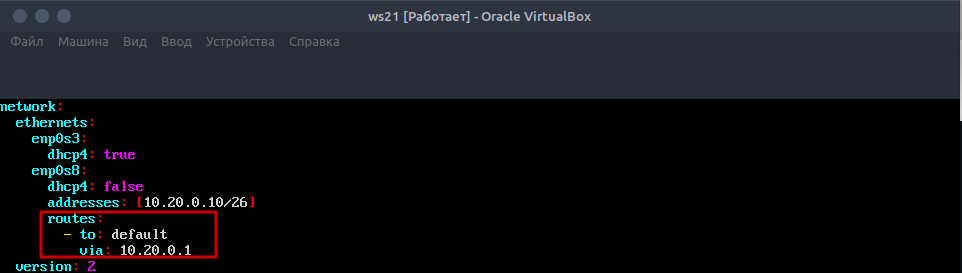 ws21 [Работает] - Oracle VirtualBox
Файл Машина Вид Ввод Устройства Справка
network:
  ethernets:
    enp0s3:
      dhcp4: true
    enp0s8:
      dhcp4: false
      addresses: [10.20.0.10/26]
      routes:
        - to: default
          via: 10.20.0.1
  version: 2